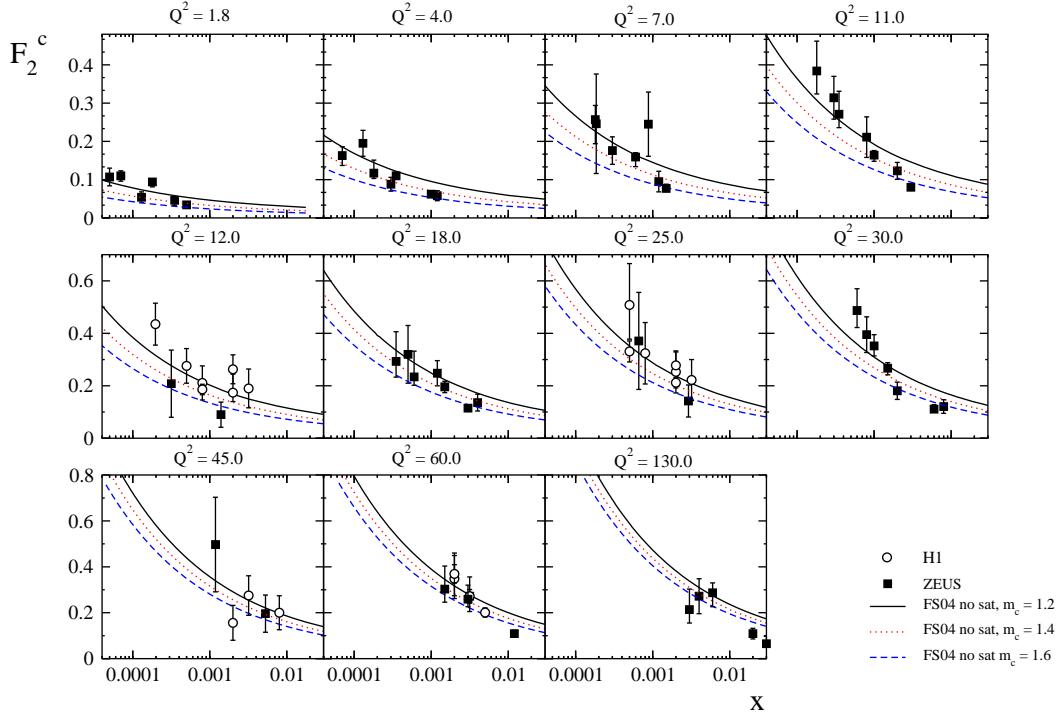 Q² = 1.8
Q² = 4.0
Q² = 7.0
Q² = 11.0
F₂ᶜ
0.4
0.3
0.2
0.1
0
Q² = 12.0
Q² = 18.0
Q² = 25.0
Q² = 30.0
0.6
0.4
0.2
0
Q² = 45.0
Q² = 60.0
Q² = 130.0
0.8
0.6
0.4
0.2
0
0.0001 0.001 0.01 0.0001 0.001 0.01 0.0001 0.001 0.01
x
H1
ZEUS
FS04 no sat, m_c = 1.2
FS04 no sat, m_c = 1.4
FS04 no sat m_c = 1.6